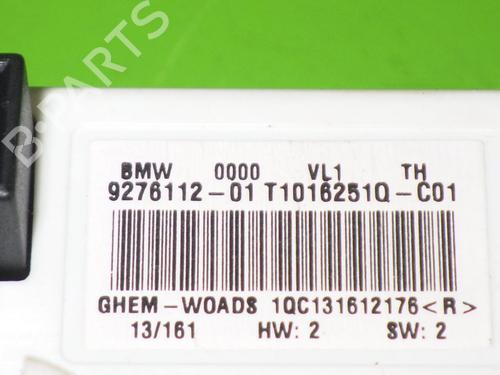 B-PARTS
BMW 0000 VL1 TH
9276112-01 T1016251Q-C01
GHEM-WOADS 1QC131612176<R>
13/161 HW: 2 SW: 2